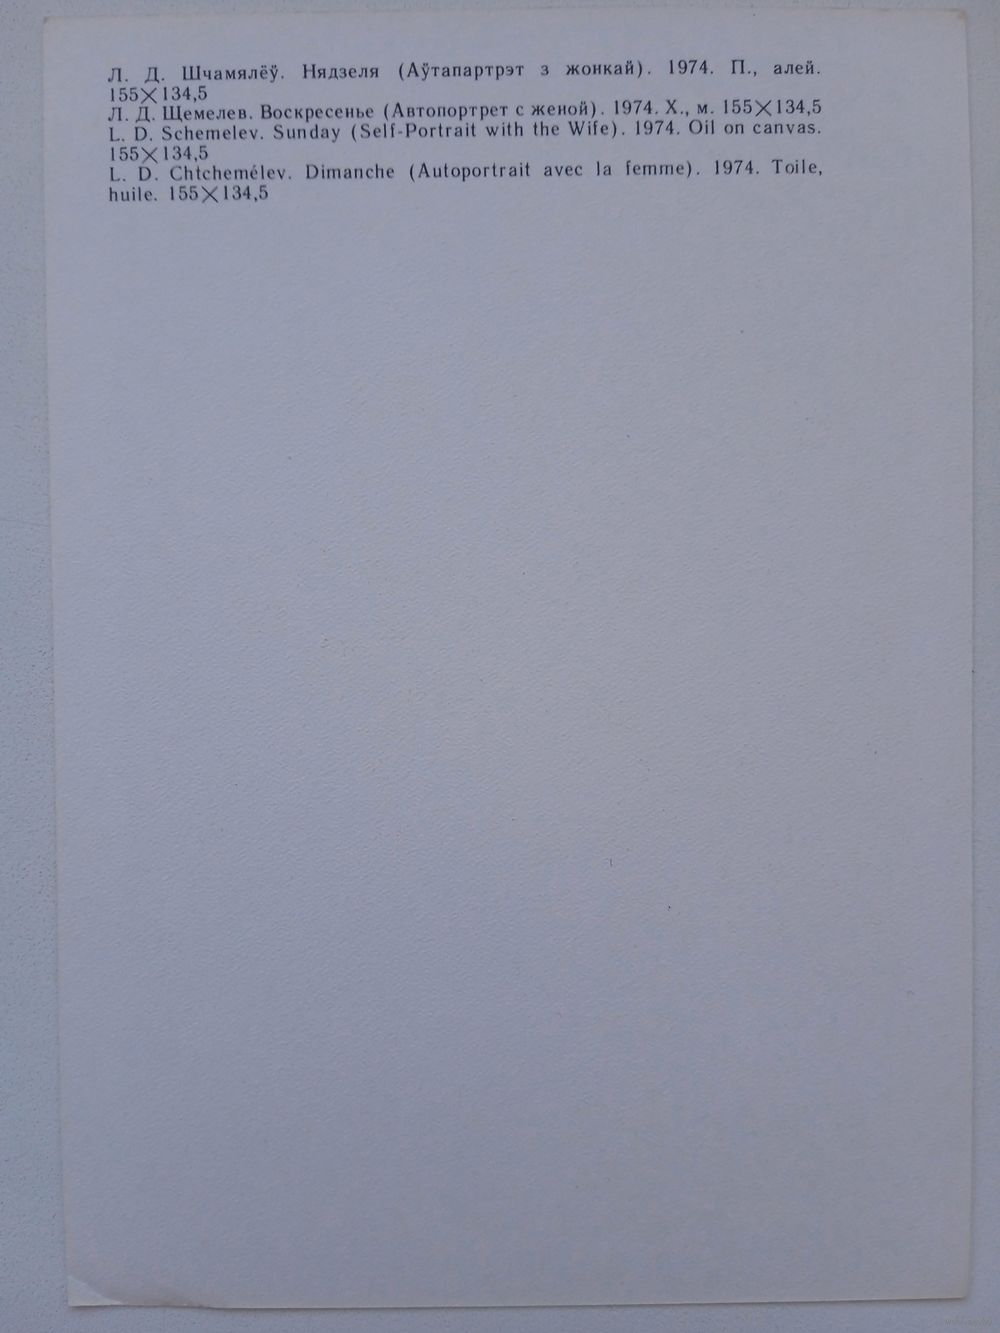 Л. Д. Шчамялёў. Нядзеля (Аўтапартрэт з жонкай). 1974. П., алей.
155×134,5
Л. Д. Щемелев. Воскресенье (Автопортрет с женой). 1974. Х., м. 155×134,5
L. D. Schemelev. Sunday (Self-Portrait with the Wife). 1974. Oil on canvas.
155×134,5
L. D. Chtchemélev. Dimanche (Autoportrait avec la femme). 1974. Toile,
huile. 155×134,5